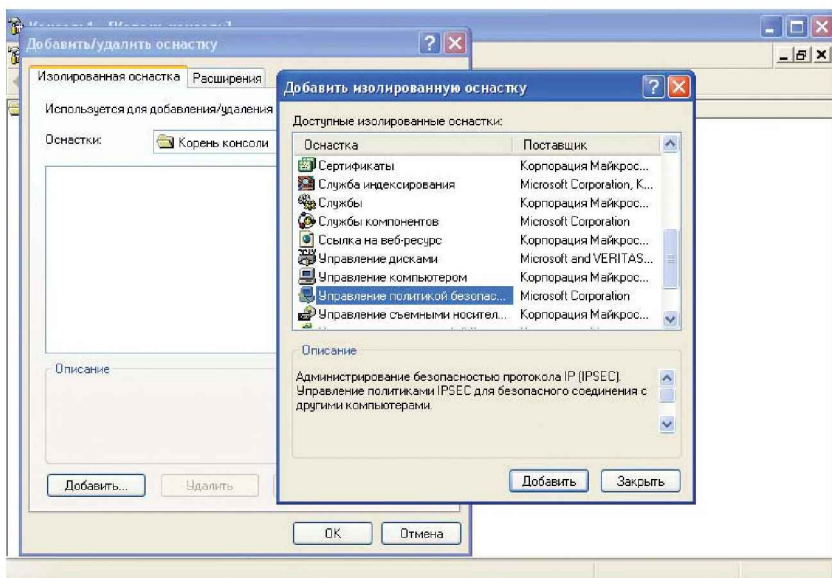 Консоль1 - [Корень консоли]
Добавить/удалить оснастку
Изолированная оснастка
Расширения
Используется для добавления/удаления
Оснастки:
Корень консоли
Описание
Добавить...
Удалить
OK
Отмена
Добавить изолированную оснастку
Доступные изолированные оснастки:
Оснастка Поставщик
Сертификаты Корпорация Майкрос...
Служба индексирования Microsoft Corporation, K...
Службы Корпорация Майкрос...
Службы компонентов Microsoft Corporation
Ссылка на веб-ресурс Корпорация Майкрос...
Управление дисками Microsoft and VERITAS...
Управление компьютером Корпорация Майкрос...
Управление политикой безопас... Microsoft Corporation
Управление съемными носител... Корпорация Майкрос...
Описание
Администрирование безопасностью протокола IP (IPSEC).
Управление политиками IPSEC для безопасного соединения с
другими компьютерами.
Добавить
Закрыть